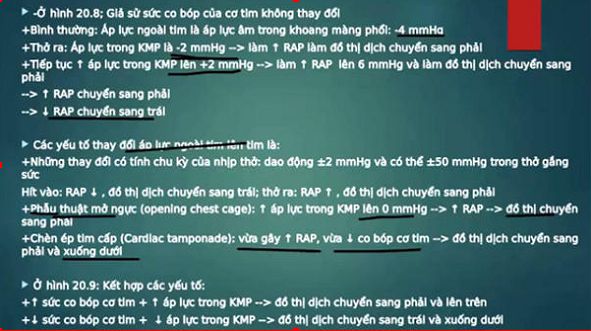 -Ở hình 20.8; Giả sử sức co bóp của cơ tim không thay đổi
+Bình thường: Áp lực ngoài tim là áp lực âm trong khoang màng phổi: -4 mmHg
+Thở ra: Áp lực trong KMP là -2 mmHg --> làm ↑ RAP làm đồ thị dịch chuyển sang phải
+Tiếp tục ↑ áp lực trong KMP lên +2 mmHg --> làm ↑ RAP lên 6 mmHg và làm đồ thị dịch chuyển sang
phải
--> ↑ RAP chuyển sang phải
--> ↓ RAP chuyển sang trái
Các yếu tố thay đổi áp lực ngoài tim lên tim là:
+Những thay đổi có tính chu kỳ của nhịp thở: dao động ±2 mmHg và có thể ±50 mmHg trong thở gắng
sức
Hít vào: RAP ↓ , đồ thị dịch chuyển sang trái; thở ra: RAP ↑ , đồ thị dịch chuyển sang phải
+Phẫu thuật mở ngực (opening chest cage): ↑ áp lực trong KMP lên 0 mmHg --> ↑ RAP --> đồ thị chuyển
sang phải
+Chèn ép tim cấp (Cardiac tamponade): vừa gây ↑ RAP, vừa ↓ co bóp cơ tim --> đồ thị dịch chuyển sang
phải và xuống dưới
Ở hình 20.9: Kết hợp các yếu tố:
+↑ sức co bóp cơ tim + ↑ áp lực trong KMP --> đồ thị dịch chuyển sang phải và lên trên
+↓ sức co bóp cơ tim + ↓ áp lực trong KMP --> đồ thị dịch chuyển sang trái và xuống dưới